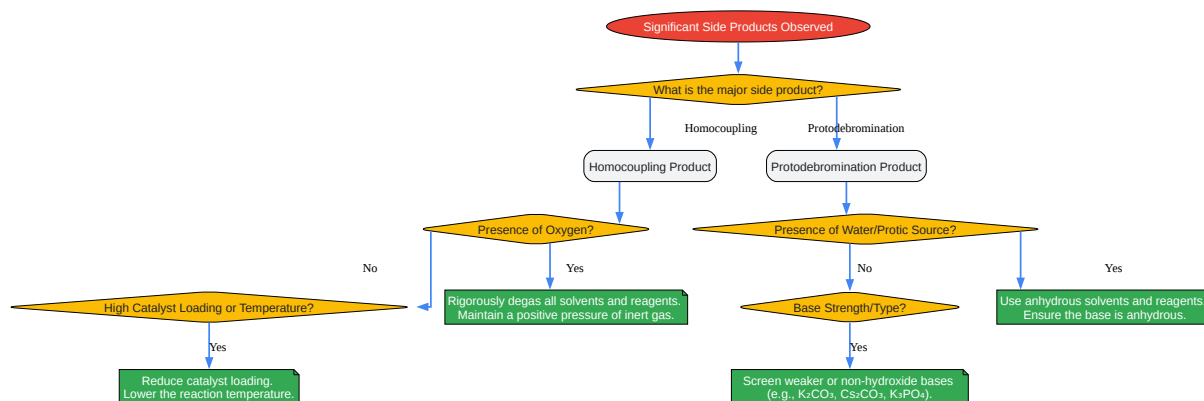 Significant Side Products Observed
What is the major side product?
Homocoupling
Protodebromination
Homocoupling Product
Protodebromination Product
Presence of Oxygen?
Presence of Water/Protic Source?
No
Yes
No
Yes
High Catalyst Loading or Temperature?
Rigorously degas all solvents and reagents.
Maintain a positive pressure of inert gas.
Base Strength/Type?
Use anhydrous solvents and reagents.
Ensure the base is anhydrous.
Yes
Yes
Reduce catalyst loading.
Lower the reaction temperature.
Screen weaker or non-hydroxide bases
(e.g., K₂CO₃, Cs₂CO₃, K₃PO₄).